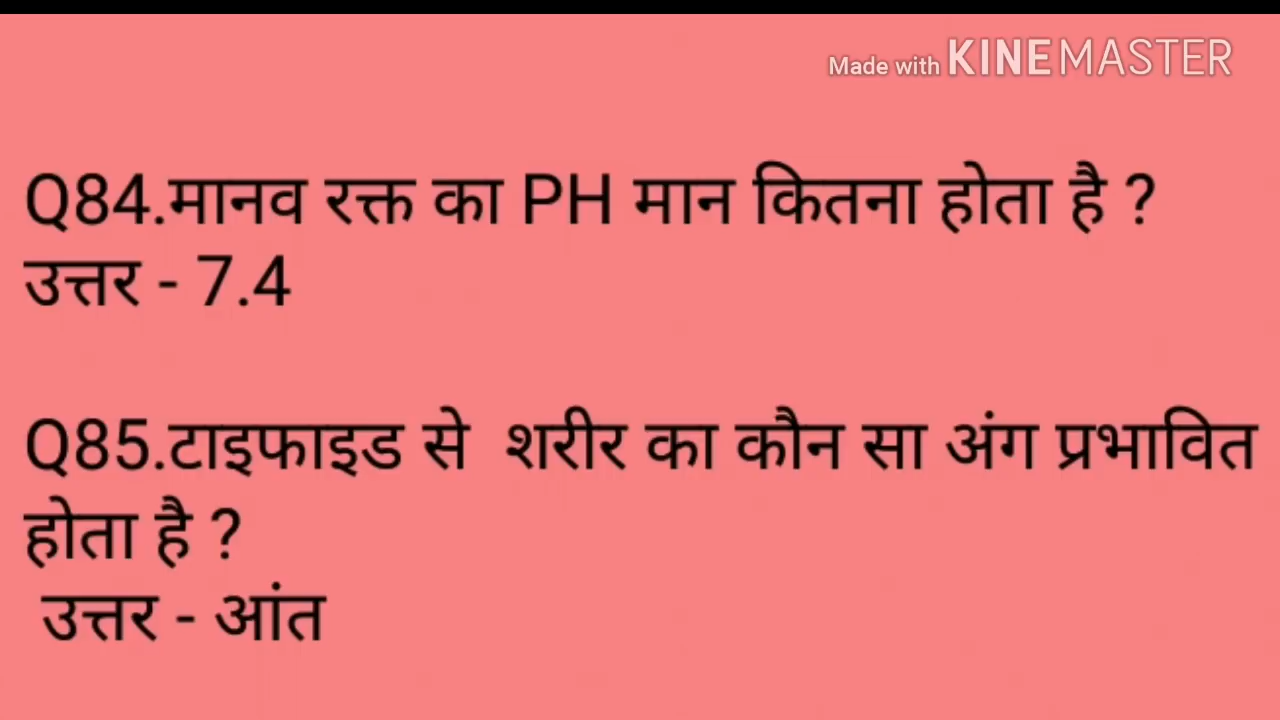 Made with KINEMASTER
Q84.मानव रक्त का PH मान कितना होता है ?
उत्तर - 7.4
Q85.टाइफाइड से  शरीर का कौन सा अंग प्रभावित
होता है ?
उत्तर - आंत